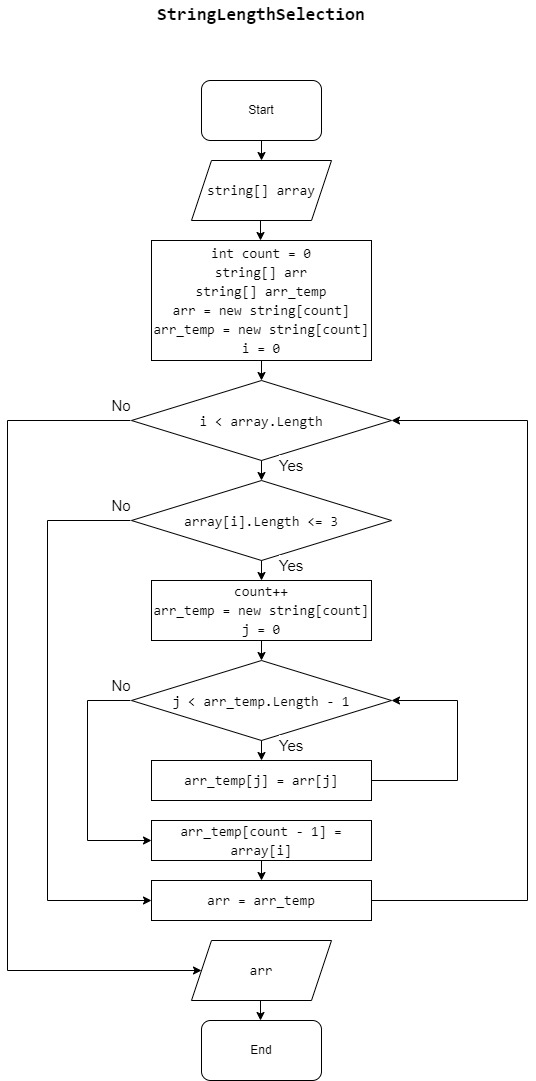 StringLengthSelection
Start
string[] array
int count = 0
string[] arr
string[] arr_temp
arr = new string[count]
arr_temp = new string[count]
i = 0
No
i < array.Length
Yes
No
array[i].Length <= 3
Yes
count++
arr_temp = new string[count]
j = 0
No
j < arr_temp.Length - 1
Yes
arr_temp[j] = arr[j]
arr_temp[count - 1] =
array[i]
arr = arr_temp
arr
End